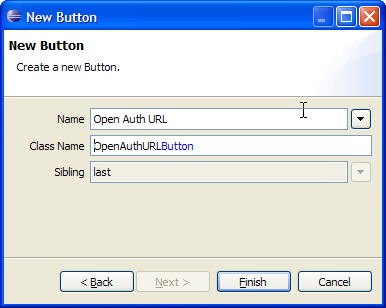 New Button
New Button
Create a new Button.
Name Open Auth URL
Class Name OpenAuthURLButton
Sibling last
< Back Next > Finish Cancel